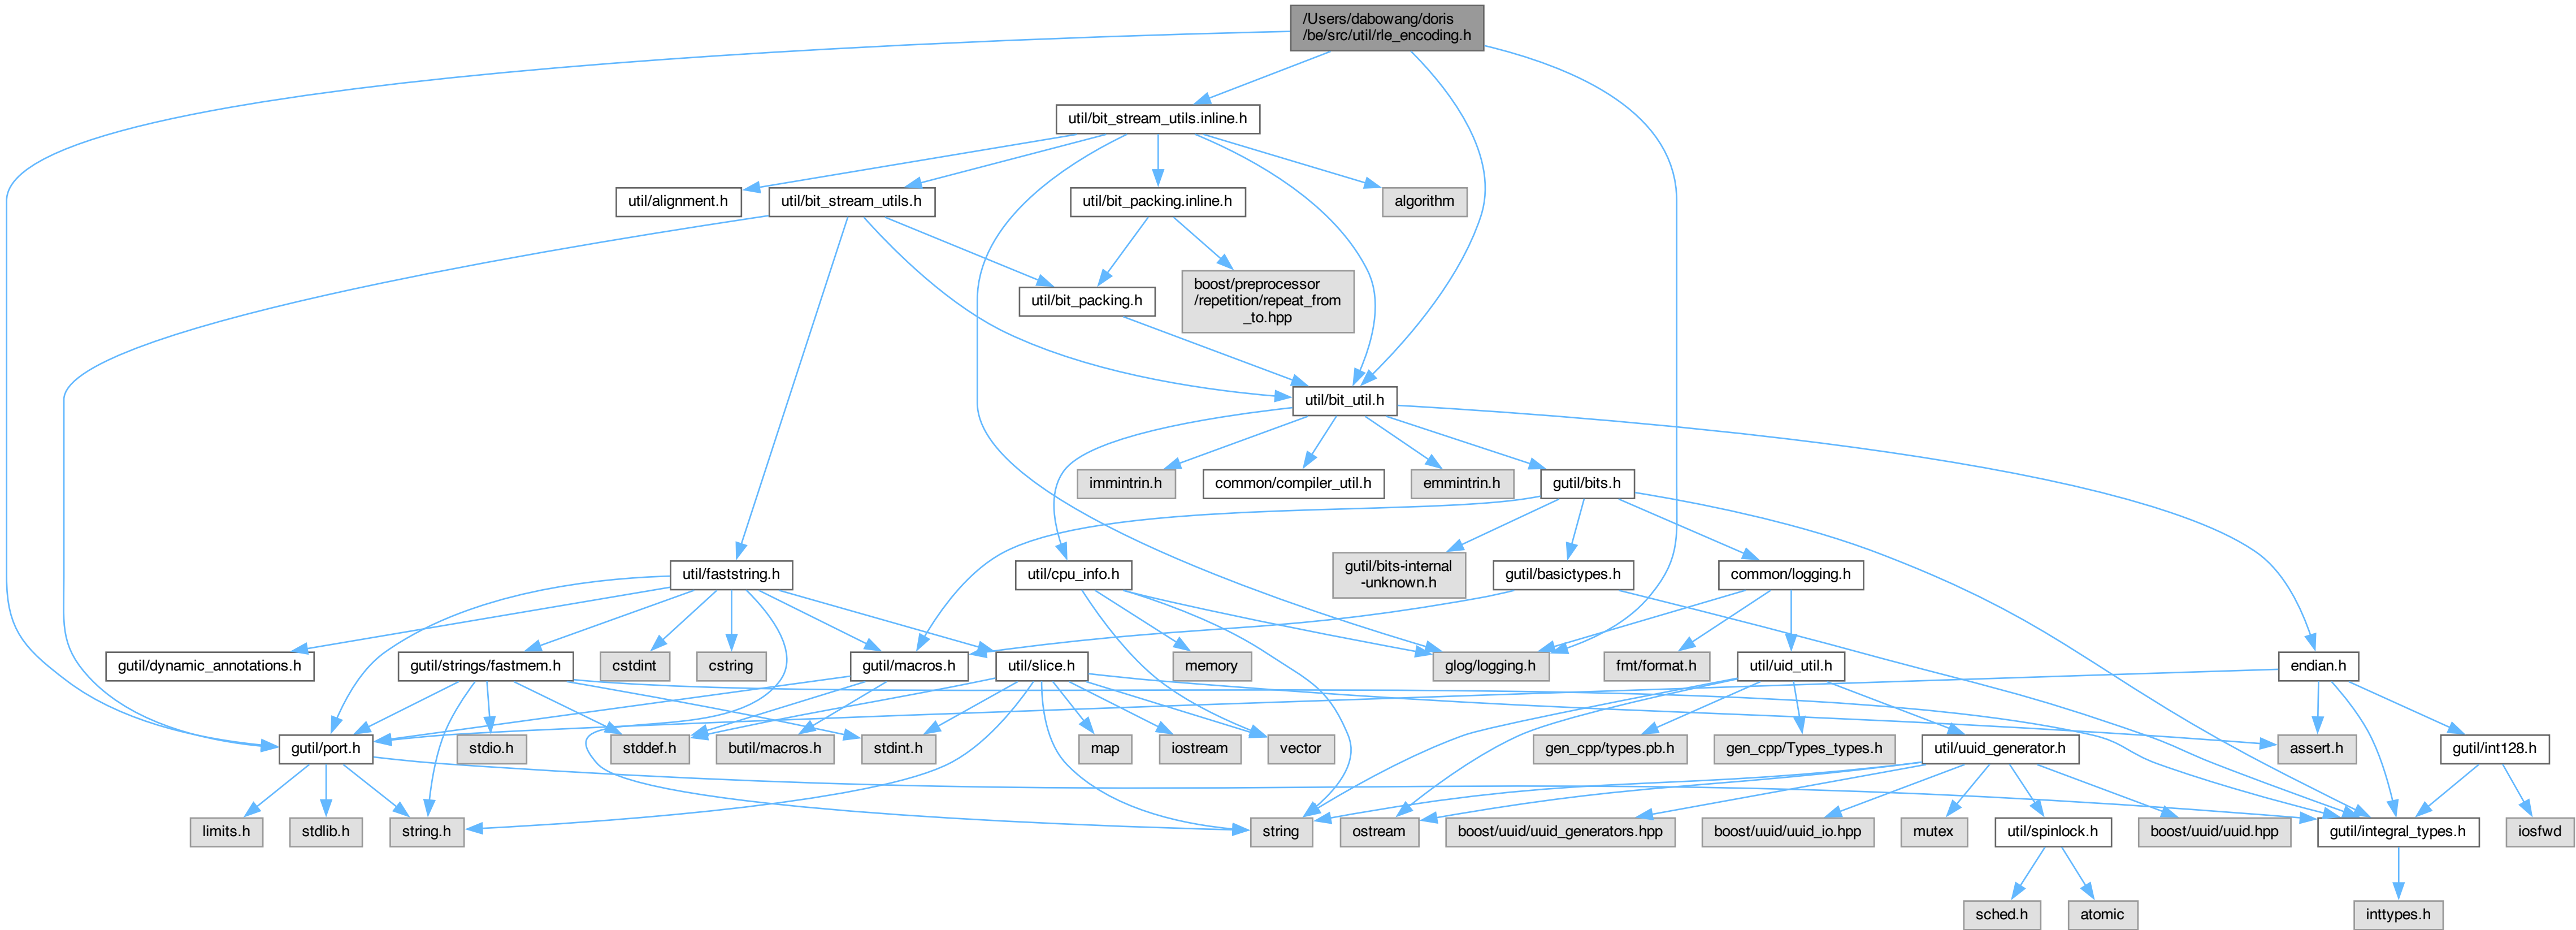 /Users/dabowang/doris
/be/src/util/rle_encoding.h
util/bit_stream_utils.inline.h
util/alignment.h
util/bit_stream_utils.h
util/bit_packing.inline.h
algorithm
util/bit_packing.h
boost/preprocessor
/repetition/repeat_from
_to.hpp
util/bit_util.h
immintrin.h
common/compiler_util.h
emmintrin.h
gutil/bits.h
util/faststring.h
util/cpu_info.h
gutil/bits-internal
-unknown.h
gutil/basictypes.h
common/logging.h
gutil/dynamic_annotations.h
gutil/strings/fastmem.h
cstdint
cstring
gutil/macros.h
util/slice.h
memory
glog/logging.h
fmt/format.h
util/uid_util.h
endian.h
gutil/port.h
stdio.h
stddef.h
butil/macros.h
stdint.h
map
iostream
vector
gen_cpp/types.pb.h
gen_cpp/Types_types.h
util/uuid_generator.h
assert.h
gutil/int128.h
limits.h
stdlib.h
string.h
string
ostream
boost/uuid/uuid_generators.hpp
boost/uuid/uuid_io.hpp
mutex
util/spinlock.h
boost/uuid/uuid.hpp
gutil/integral_types.h
iosfwd
sched.h
atomic
inttypes.h